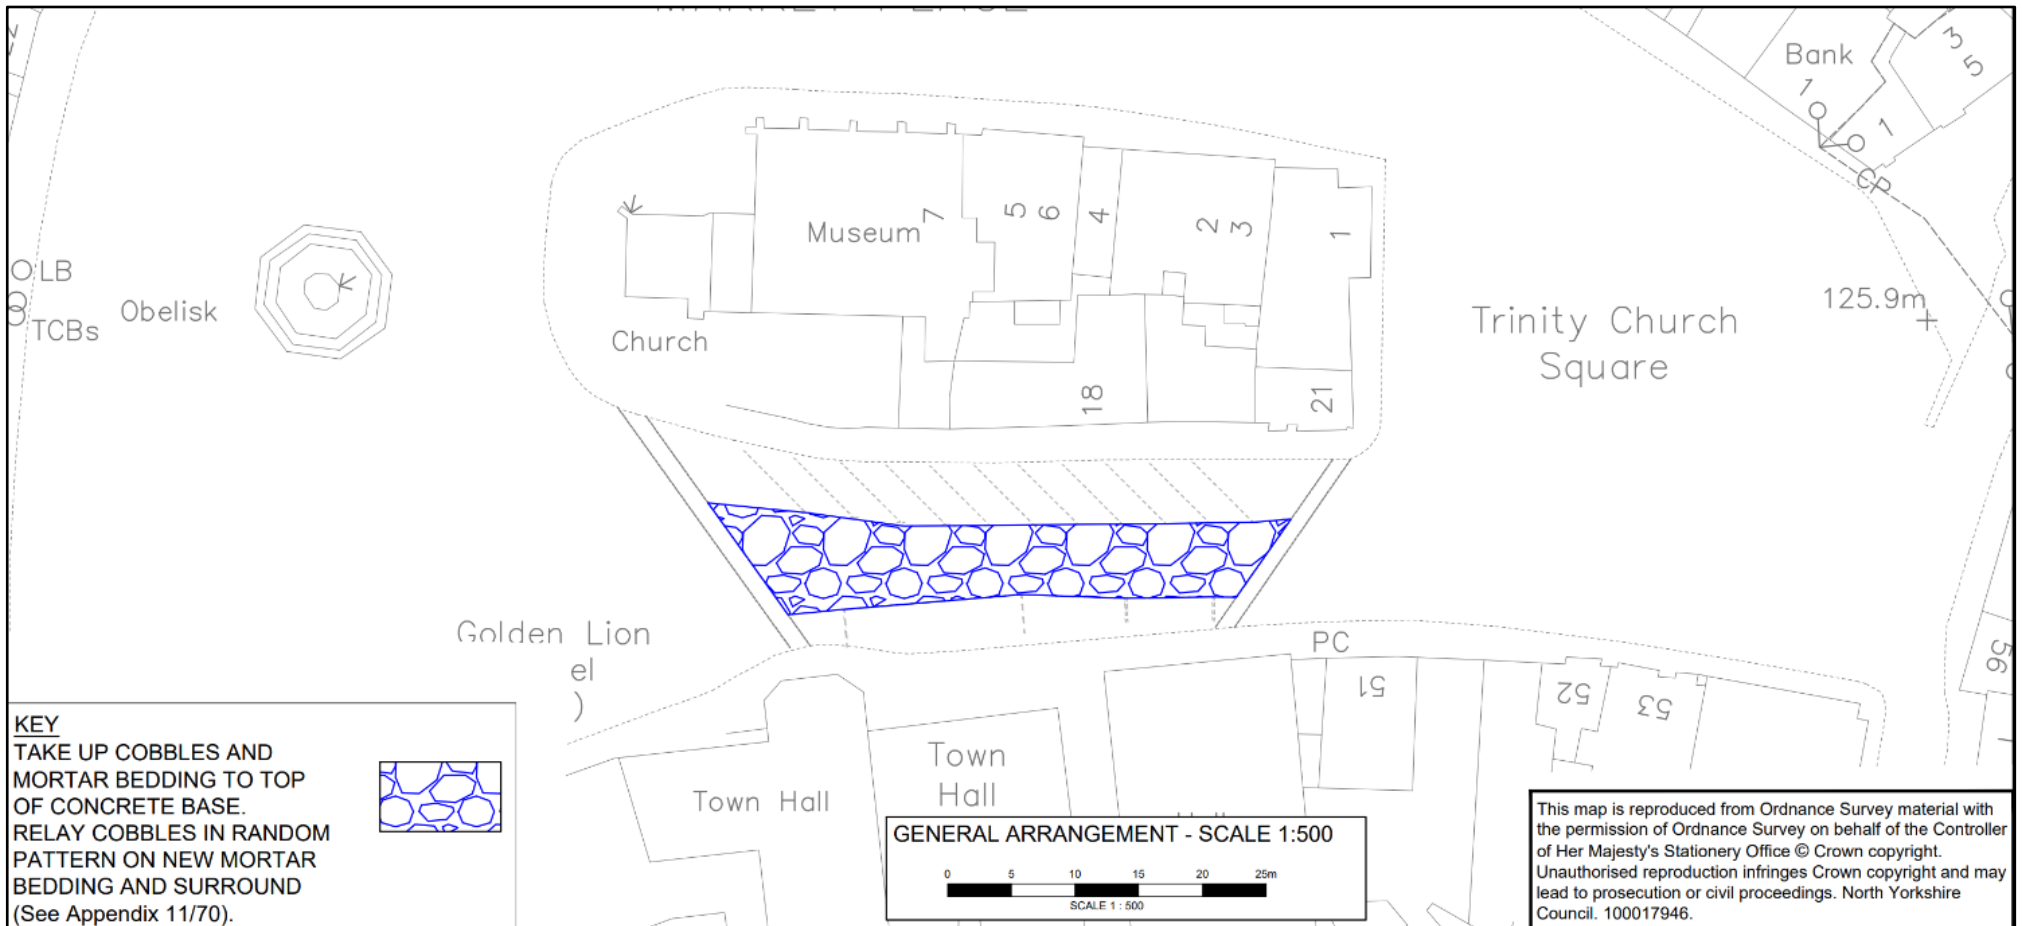 MARKET PLACE
Bank
3
5
1
1
CP
LB
TCBs
Obelisk
Museum
7
5
6
4
2
3
1
Church
18
21
Trinity Church
Square
125.9m
Golden Lion
el
)
PC
51
52
53
56
Town Hall
Town
Hall
KEY
TAKE UP COBBLES AND
MORTAR BEDDING TO TOP
OF CONCRETE BASE.
RELAY COBBLES IN RANDOM
PATTERN ON NEW MORTAR
BEDDING AND SURROUND
(See Appendix 11/70).
GENERAL ARRANGEMENT - SCALE 1:500
0 5 10 15 20 25m
SCALE 1 : 500
This map is reproduced from Ordnance Survey material with
the permission of Ordnance Survey on behalf of the Controller
of Her Majesty's Stationery Office © Crown copyright.
Unauthorised reproduction infringes Crown copyright and may
lead to prosecution or civil proceedings. North Yorkshire
Council. 100017946.